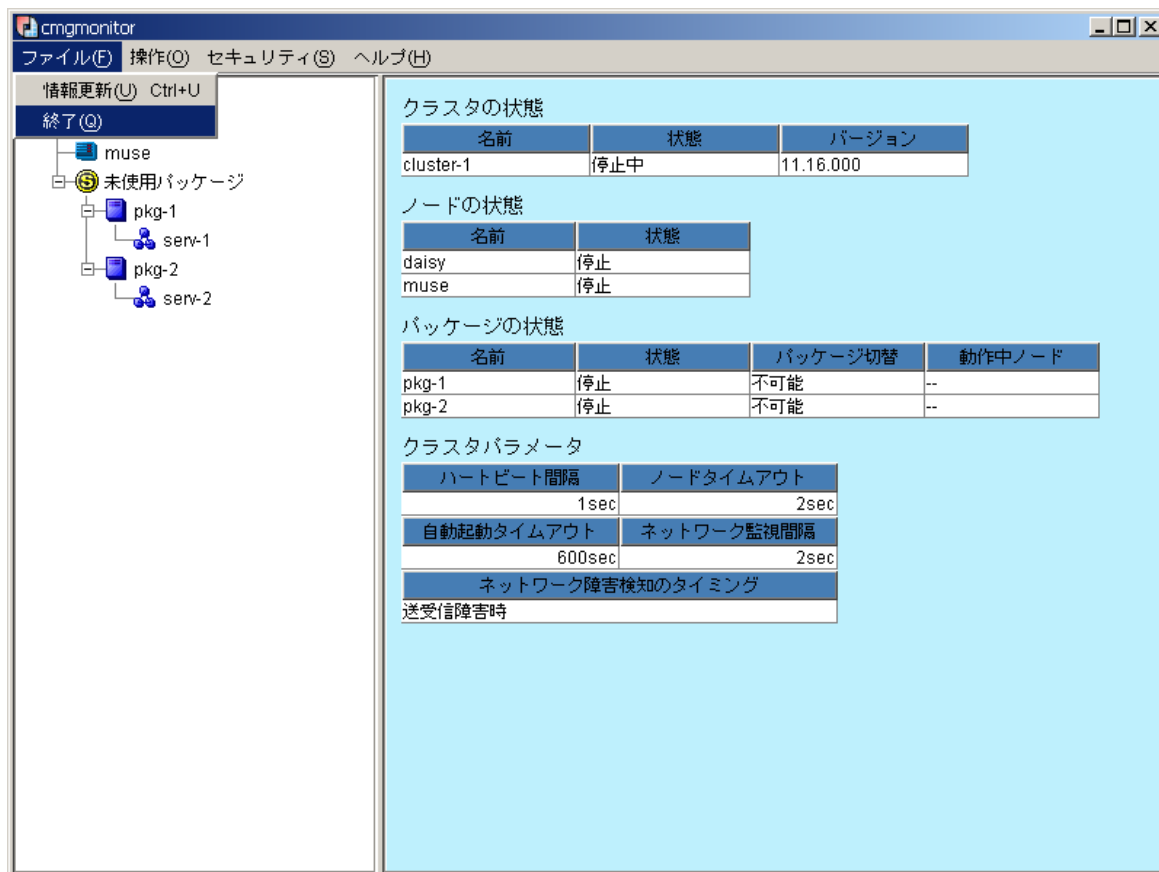 cmgmonitor
ファイル(F) 操作(O) セキュリティ(S) ヘルプ(H)
情報更新(U) Ctrl+U
終了(Q)
muse
未使用パッケージ
pkg-1
serv-1
pkg-2
serv-2
クラスタの状態
名前 状態 バージョン
cluster-1 停止中 11.16.000
ノードの状態
名前 状態
daisy 停止
muse 停止
パッケージの状態
名前 状態 パッケージ切替 動作中ノード
pkg-1 停止 不可能 --
pkg-2 停止 不可能 --
クラスタパラメータ
ハートビート間隔 ノードタイムアウト
1sec 2sec
自動起動タイムアウト ネットワーク監視間隔
600sec 2sec
ネットワーク障害検知のタイミング
送受信障害時